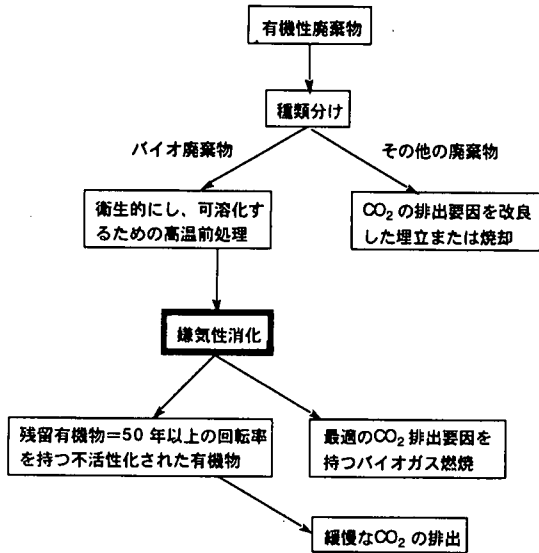 有機性廃棄物
種類分け
バイオ廃棄物
その他の廃棄物
衛生的にし、可溶化す
るための高温前処理
CO₂の排出要因を改良
した埋立または焼却
嫌気性消化
残留有機物＝50年以上の回転率
を持つ不活性化された有機物
最適のCO₂排出要因を
持つバイオガス燃焼
緩慢なCO₂の排出